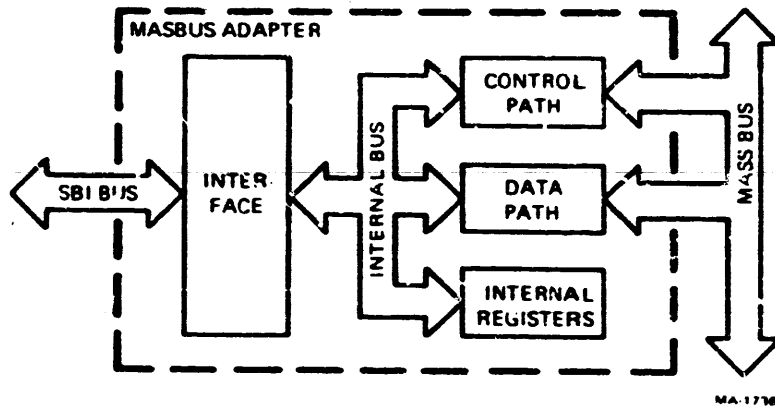 MASBUS ADAPTER
CONTROL
PATH
INTER-
FACE
SBI BUS
INTERNAL BUS
DATA
PATH
MASS BUS
INTERNAL
REGISTERS